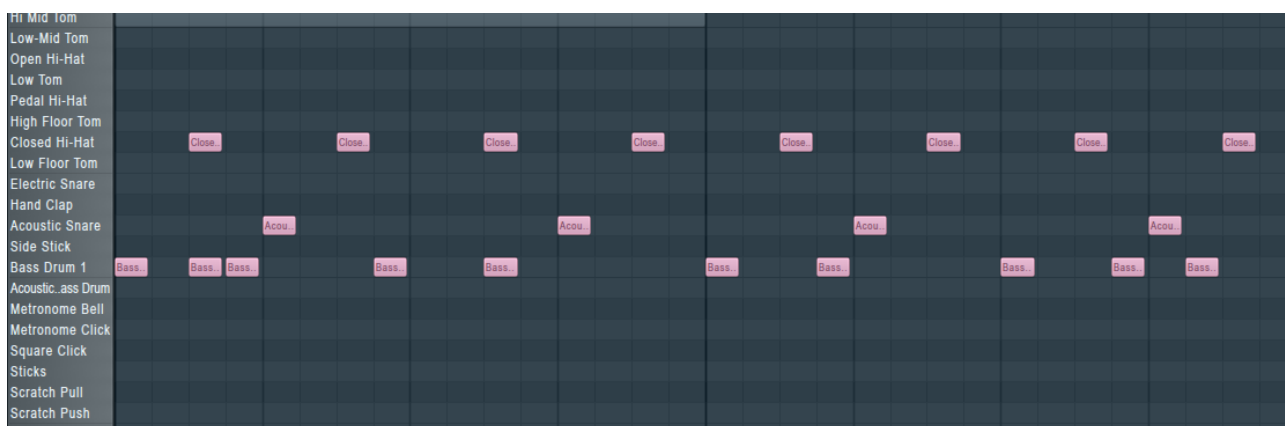 Hi Mid Tom
Low-Mid Tom
Open Hi-Hat
Low Tom
Pedal Hi-Hat
High Floor Tom
Closed Hi-Hat Close.. Close.. Close.. Close.. Close.. Close.. Close.. Close..
Low Floor Tom
Electric Snare
Hand Clap
Acoustic Snare Acou.. Acou.. Acou.. Acou..
Side Stick
Bass Drum 1 Bass.. Bass.. Bass.. Bass.. Bass.. Bass.. Bass.. Bass.. Bass.. Bass..
Acoustic..ass Drum
Metronome Bell
Metronome Click
Square Click
Sticks
Scratch Pull
Scratch Push